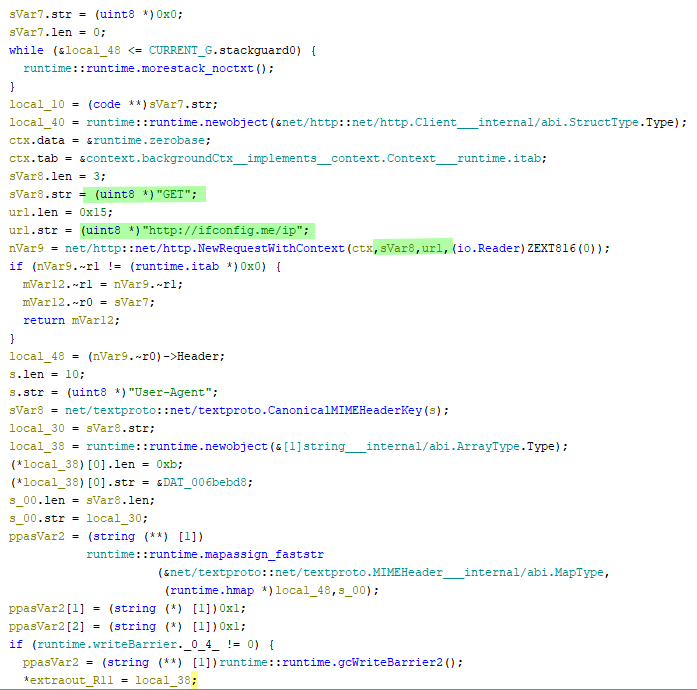 sVar7.str = (uint8 *)0x0;
sVar7.len = 0;
while (&local_48 <= CURRENT_G.stackguard0) {
  runtime::runtime.morestack_noctxt();
}
local_10 = (code **)sVar7.str;
local_40 = runtime::runtime.newobject(&net/http::net/http.Client___internal/abi.StructType.Type);
ctx.data = &runtime.zerobase;
ctx.tab = &context.backgroundCtx__implements__context.Context___runtime.itab;
sVar8.len = 3;
sVar8.str = (uint8 *)"GET";
url.len = 0x15;
url.str = (uint8 *)"http://ifconfig.me/ip";
nVar9 = net/http::net/http.NewRequestWithContext(ctx,sVar8,url,(io.Reader)ZEXT816(0));
if (nVar9.~r1 != (runtime.itab *)0x0) {
  mVar12.~r1 = nVar9.~r1;
  mVar12.~r0 = sVar7;
  return mVar12;
}
local_48 = (nVar9.~r0)->Header;
s.len = 10;
s.str = (uint8 *)"User-Agent";
sVar8 = net/textproto::net/textproto.CanonicalMIMEHeaderKey(s);
local_30 = sVar8.str;
local_38 = runtime::runtime.newobject(&[1]string___internal/abi.ArrayType.Type);
(*local_38)[0].len = 0xb;
(*local_38)[0].str = &DAT_006bebd8;
s_00.len = sVar8.len;
s_00.str = local_30;
ppasVar2 = (string (**) [1])
runtime::runtime.mapassign_faststr
(&net/textproto::net/textproto.MIMEHeader___internal/abi.MapType,
(runtime.hmap *)local_48,s_00);
ppasVar2[1] = (string (*) [1])0x1;
ppasVar2[2] = (string (*) [1])0x1;
if (runtime.writeBarrier._0_4_ != 0) {
  ppasVar2 = (string (**) [1])runtime::runtime.gcWriteBarrier2();
  *extraout_R11 = local_38;